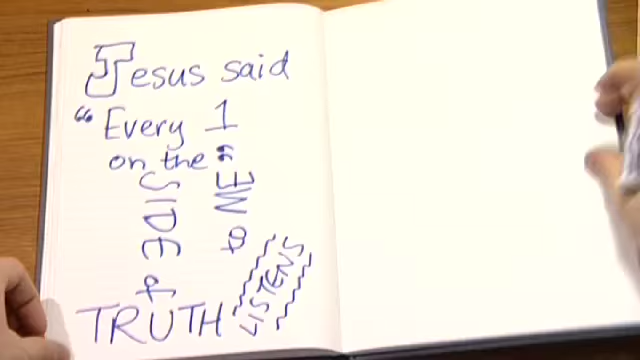 Jesus said
“Every 1
on the
SIDE of
TRUTH
LISTENS
to ME”